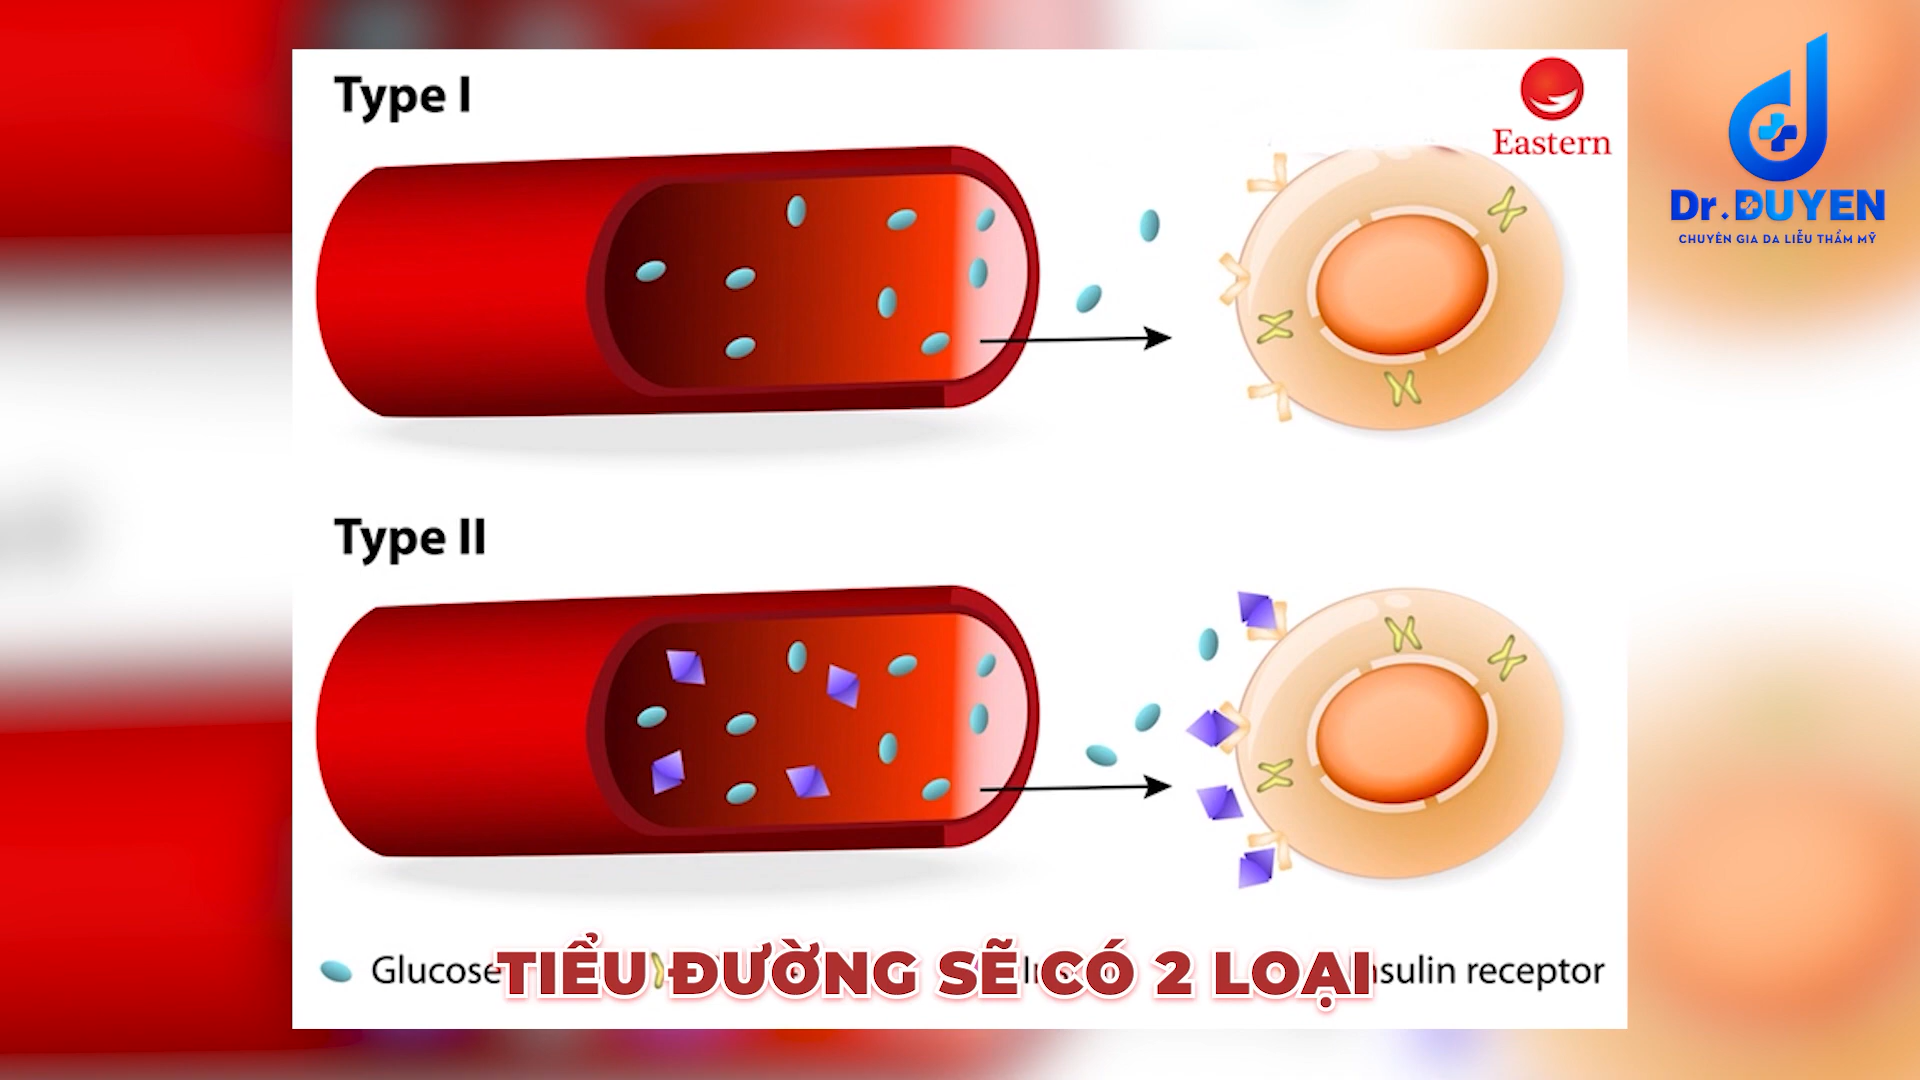 Type I
Eastern
Dr. DUYEN
CHUYÊN GIA DA LIỄU THẨM MỸ
Type II
Glucose
TIỂU ĐƯỜNG SẼ CÓ 2 LOẠI
receptor